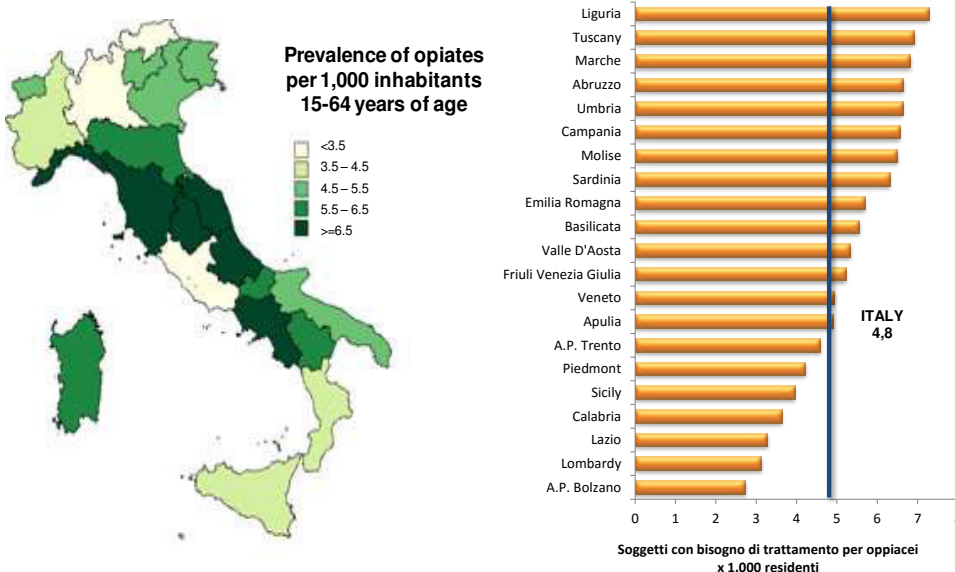 Prevalence of opiates
per 1,000 inhabitants
15-64 years of age
<3.5
3.5 – 4.5
4.5 – 5.5
5.5 – 6.5
>=6.5
Liguria
Tuscany
Marche
Abruzzo
Umbria
Campania
Molise
Sardinia
Emilia Romagna
Basilicata
Valle D'Aosta
Friuli Venezia Giulia
Veneto
Apulia
A.P. Trento
Piedmont
Sicily
Calabria
Lazio
Lombardy
A.P. Bolzano
ITALY
4,8
0 1 2 3 4 5 6 7
Soggetti con bisogno di trattamento per oppiacei
x 1.000 residenti